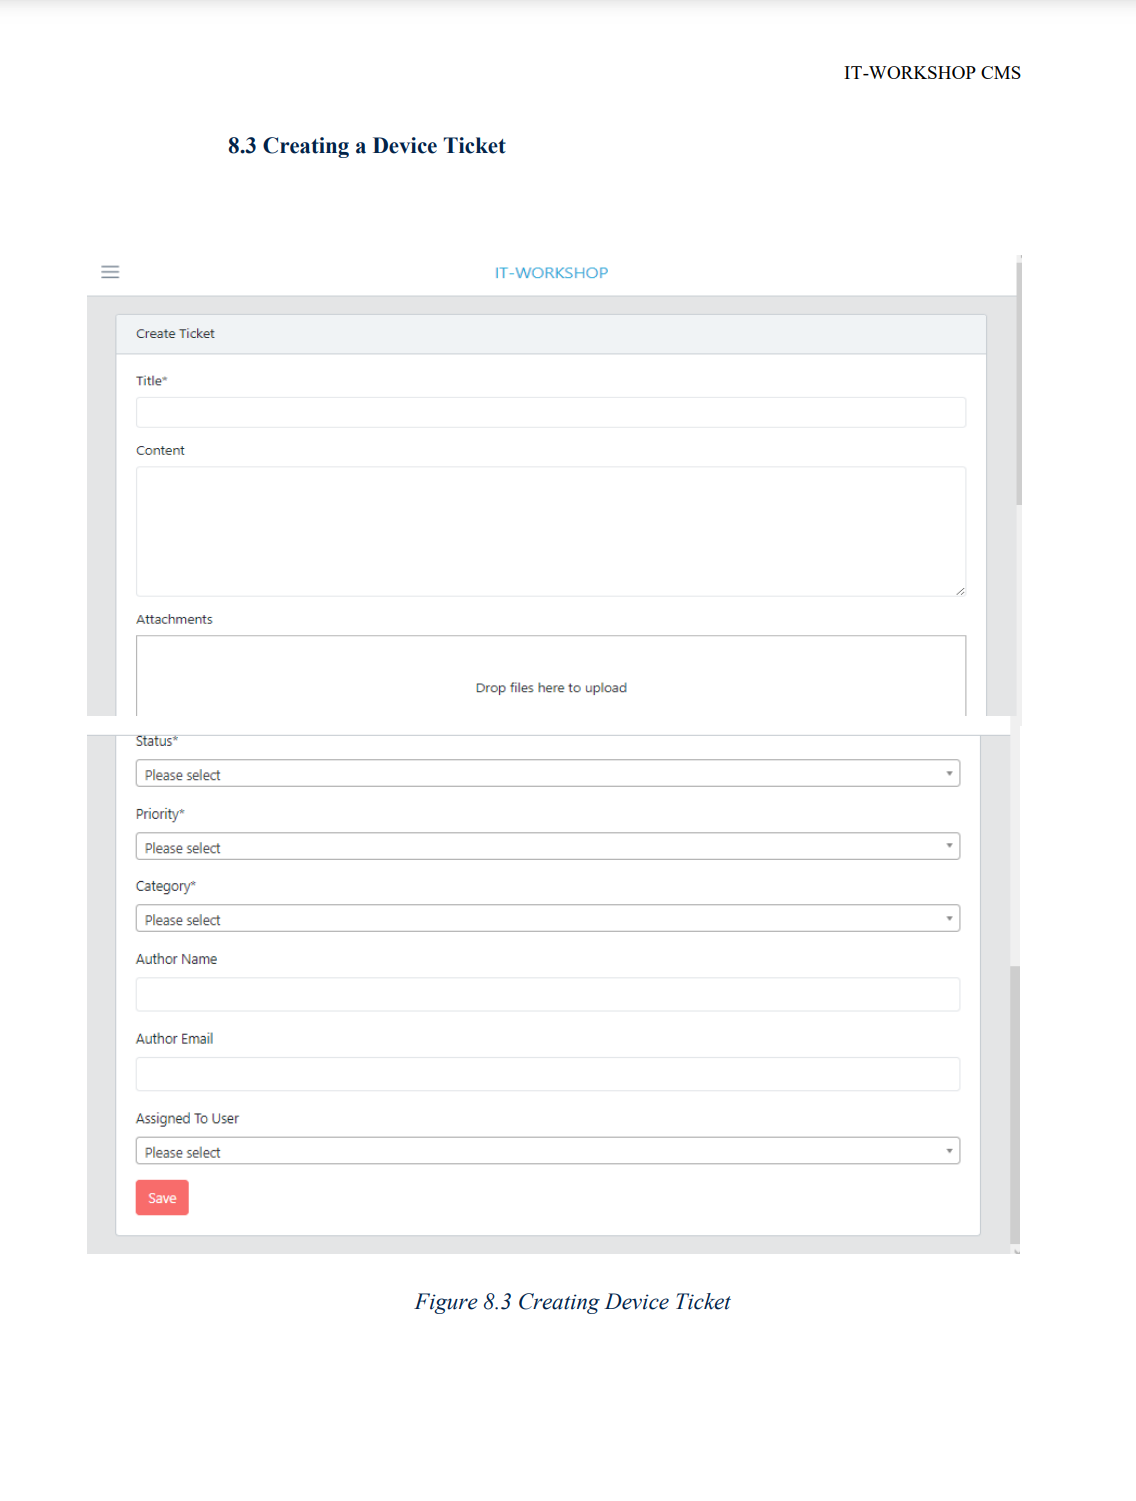 IT-WORKSHOP CMS
8.3 Creating a Device Ticket
IT-WORKSHOP
Create Ticket
Title*
Content
Attachments
Drop files here to upload
Status*
Please select
Priority*
Please select
Category*
Please select
Author Name
Author Email
Assigned To User
Please select
Save
Figure 8.3 Creating Device Ticket